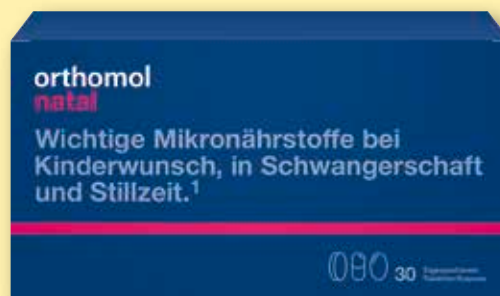 orthomol
natal
Wichtige Mikronährstoffe bei
Kinderwunsch, in Schwangerschaft
und Stillzeit.¹
30